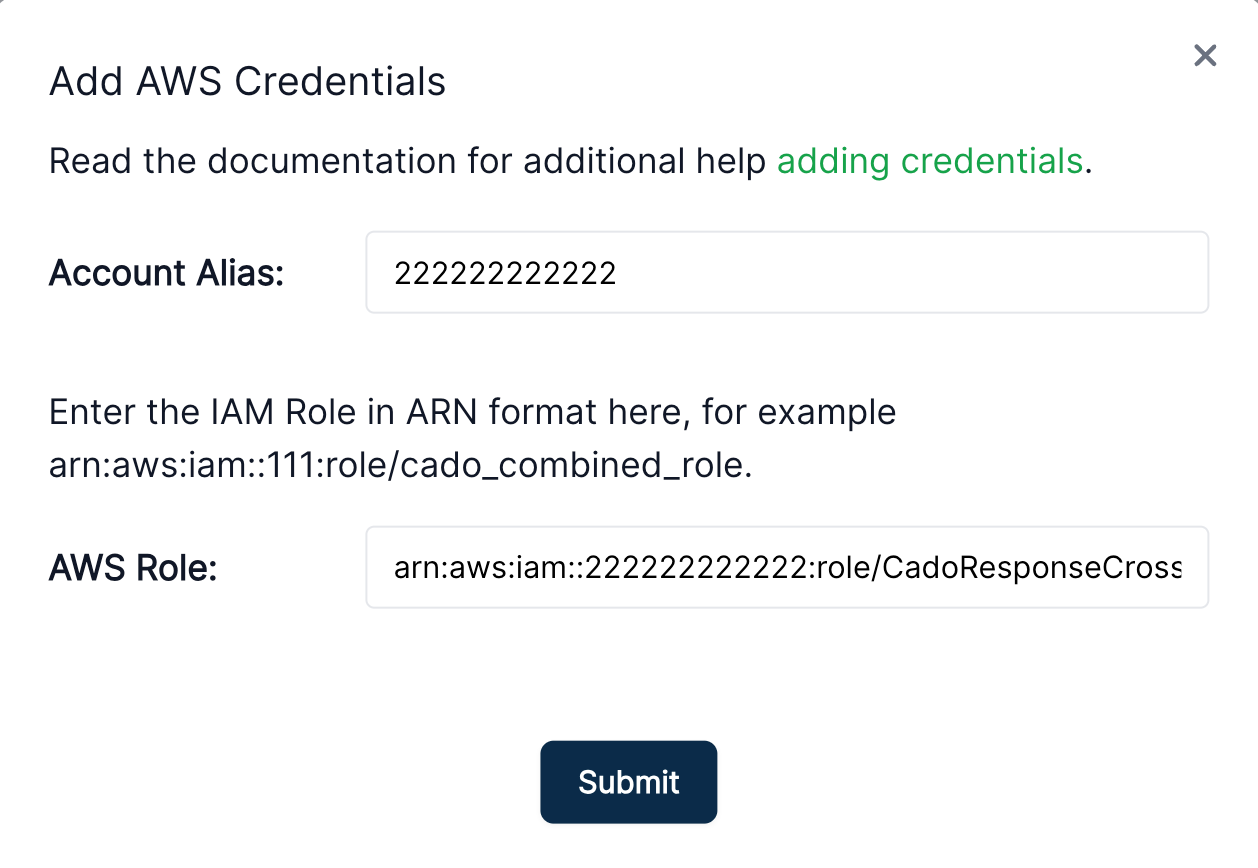 Add AWS Credentials
Read the documentation for additional help adding credentials.
Account Alias: 222222222222
Enter the IAM Role in ARN format here, for example
arn:aws:iam::111:role/cado_combined_role.
AWS Role: arn:aws:iam::222222222222:role/CadoResponseCross
Submit